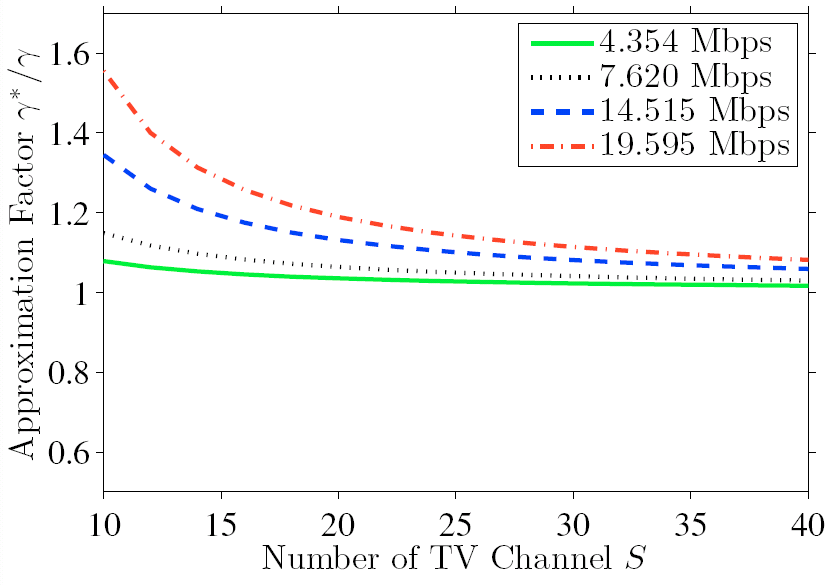 Approximation Factor γ*/γ
1.6
1.4
1.2
1
0.8
0.6
4.354 Mbps
7.620 Mbps
14.515 Mbps
19.595 Mbps
10 15 20 25 30 35 40
Number of TV Channel S